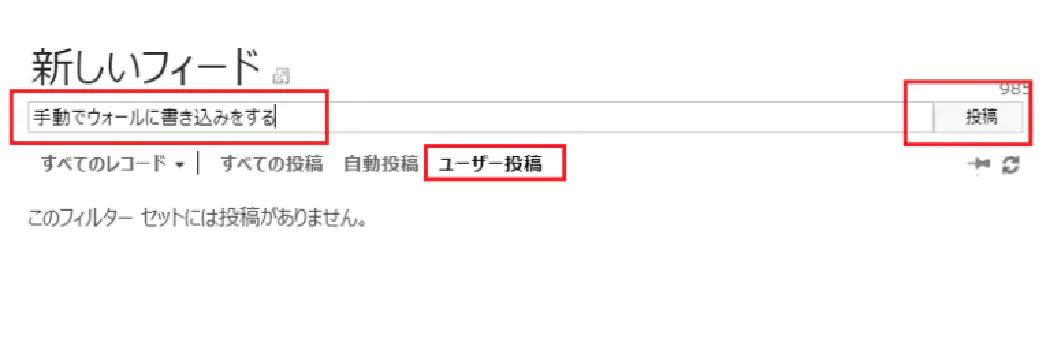 新しいフィード
985
手動でウォールに書き込みをする 投稿
すべてのレコード すべての投稿 自動投稿 ユーザー投稿
このフィルター セットには投稿がありません。